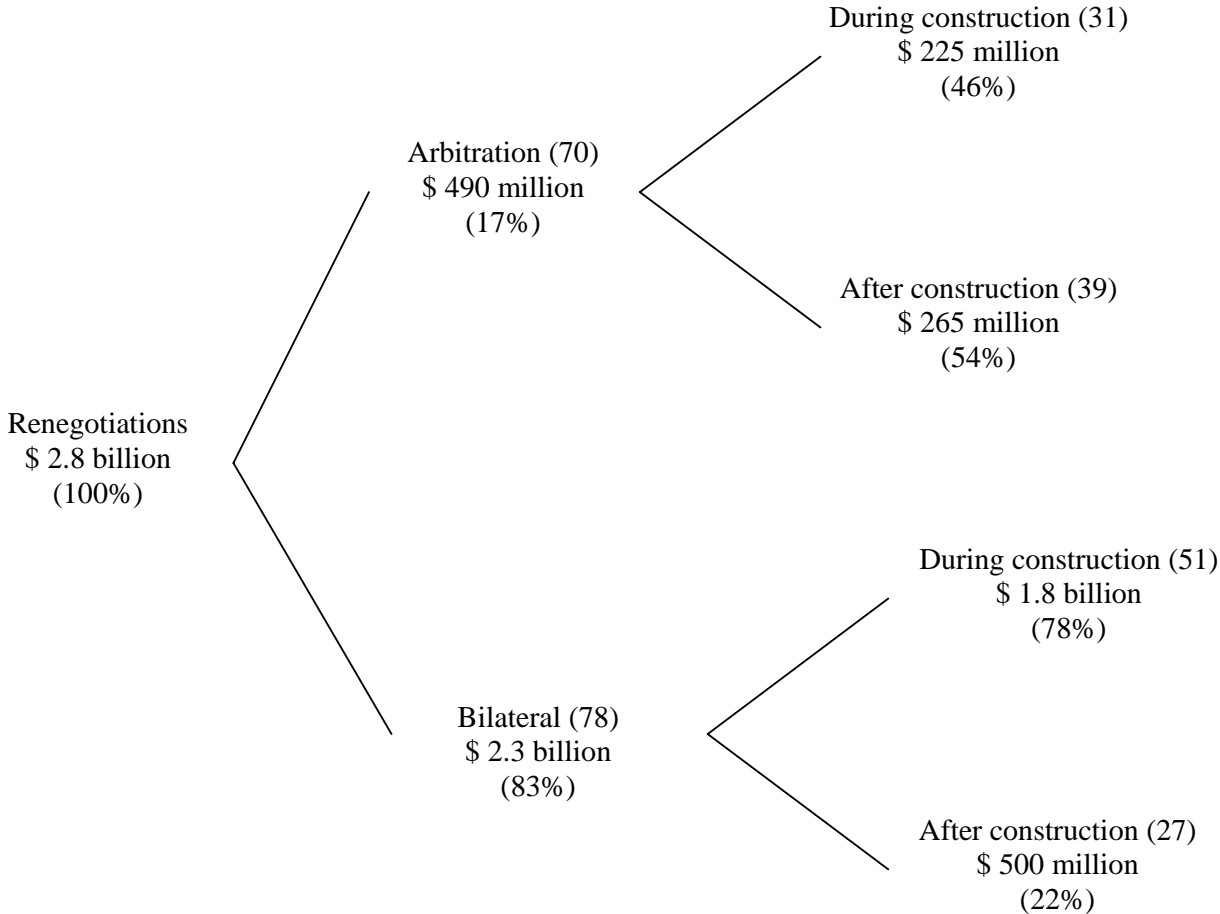 During construction (31)
$ 225 million
(46%)
Arbitration (70)
$ 490 million
(17%)
After construction (39)
$ 265 million
(54%)
Renegotiations
$ 2.8 billion
(100%)
During construction (51)
$ 1.8 billion
(78%)
Bilateral (78)
$ 2.3 billion
(83%)
After construction (27)
$ 500 million
(22%)